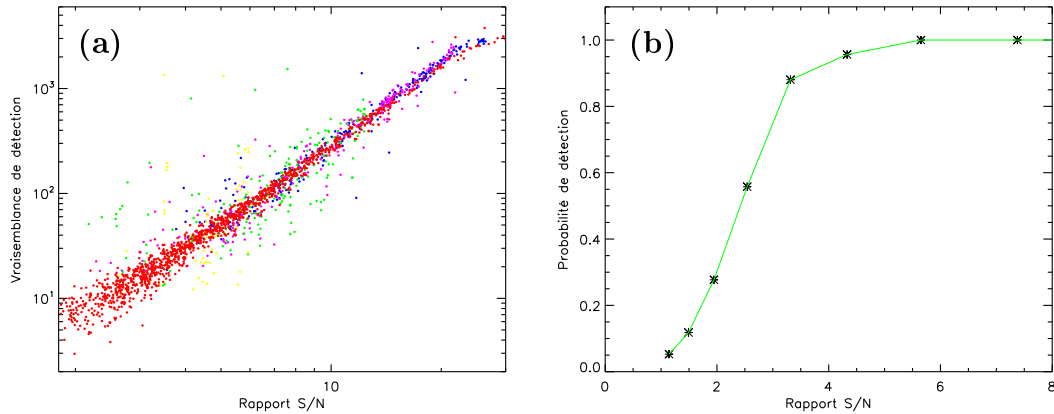 (a)
Vraisemblance de détection
10³
10²
10¹
10
Rapport S/N
(b)
Probabilité de détection
1.0
0.8
0.6
0.4
0.2
0.0
0 2 4 6 8
Rapport S/N